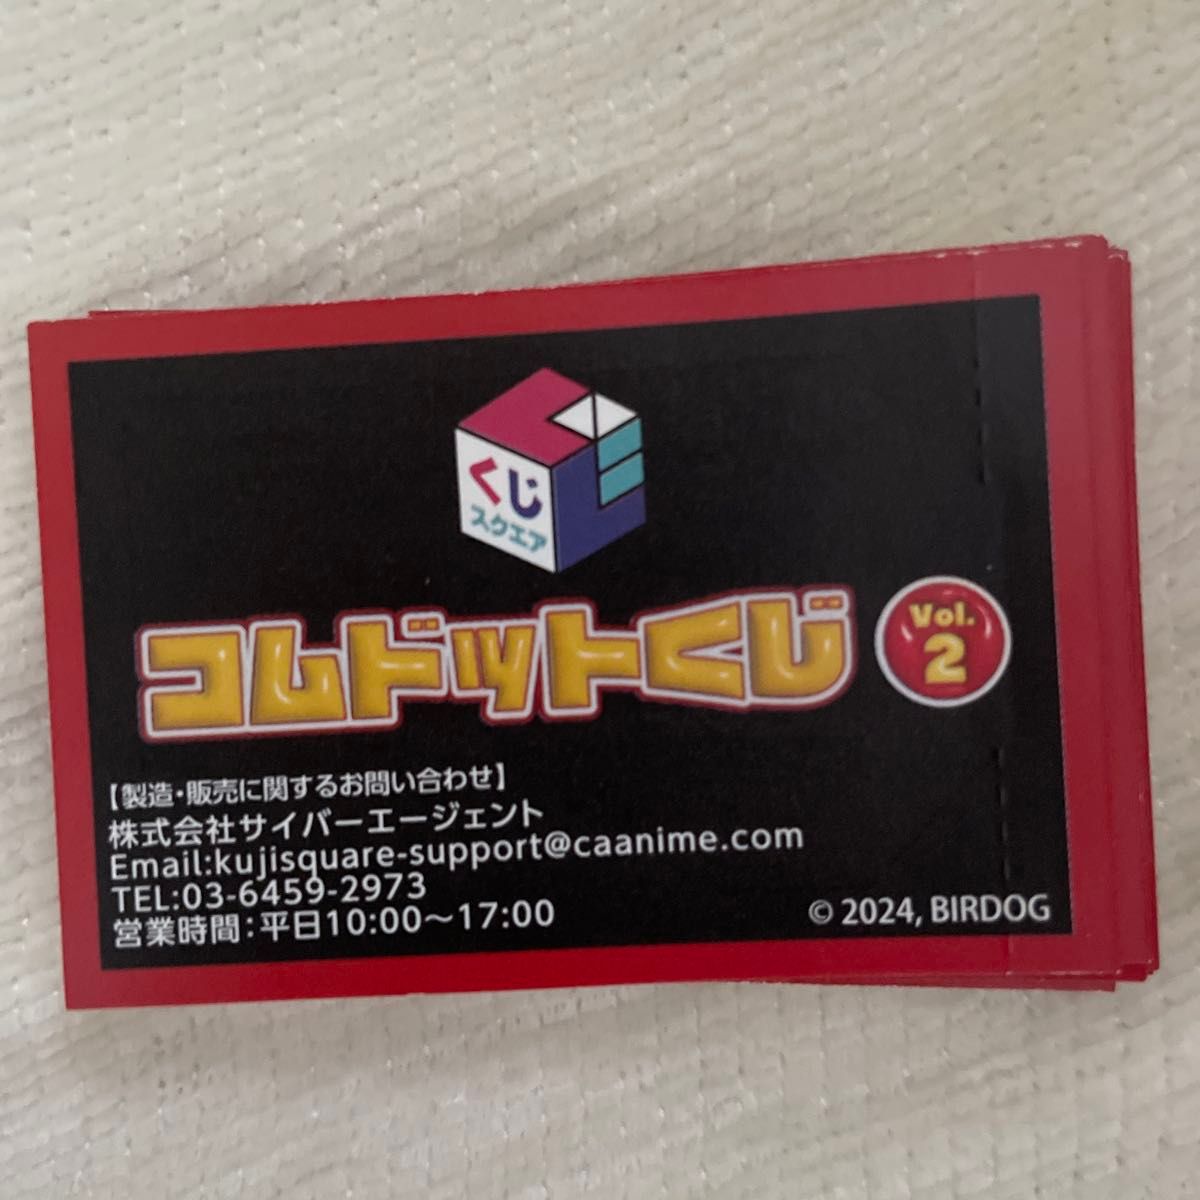 くじ
スクエア
コムドットくじ
Vol.
2
【製造・販売に関するお問い合わせ】
株式会社サイバーエージェント
Email:kujisquare-support@caanime.com
TEL:03-6459-2973
営業時間:平日10:00〜17:00
© 2024, BIRDOG